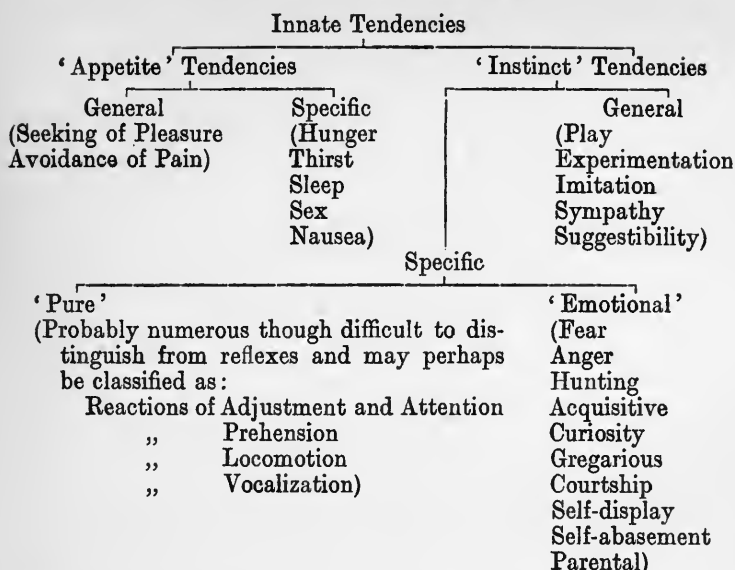 Innate Tendencies
‘Appetite’ Tendencies
‘Instinct’ Tendencies
General
(Seeking of Pleasure
Avoidance of Pain)
Specific
(Hunger
Thirst
Sleep
Sex
Nausea)
General
(Play
Experimentation
Imitation
Sympathy
Suggestibility)
Specific
‘Pure’
(Probably numerous though difficult to dis-
tinguish from reflexes and may perhaps
be classified as:
Reactions of Adjustment and Attention
„ Prehension
„ Locomotion
„ Vocalization)
‘Emotional’
(Fear
Anger
Hunting
Acquisitive
Curiosity
Gregarious
Courtship
Self-display
Self-abasement
Parental)